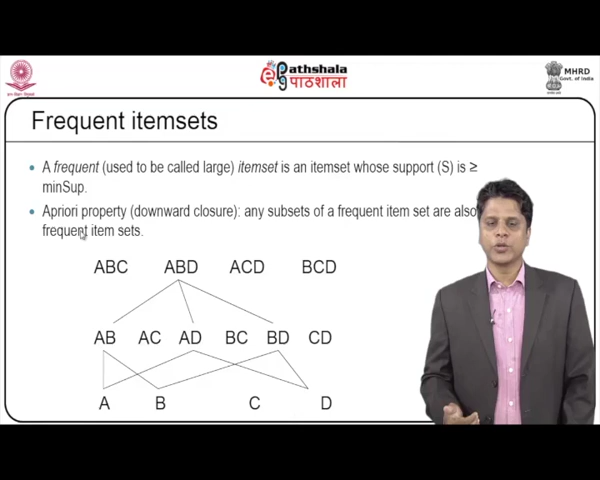 ePathshala
पाठशाला
MHRD
Govt. of India
Frequent itemsets
• A frequent (used to be called large) itemset is an itemset whose support (S) is ≥
minSup.
• Apriori property (downward closure): any subsets of a frequent item set are also
frequent item sets.
ABC ABD ACD BCD
AB AC AD BC BD CD
A B C D